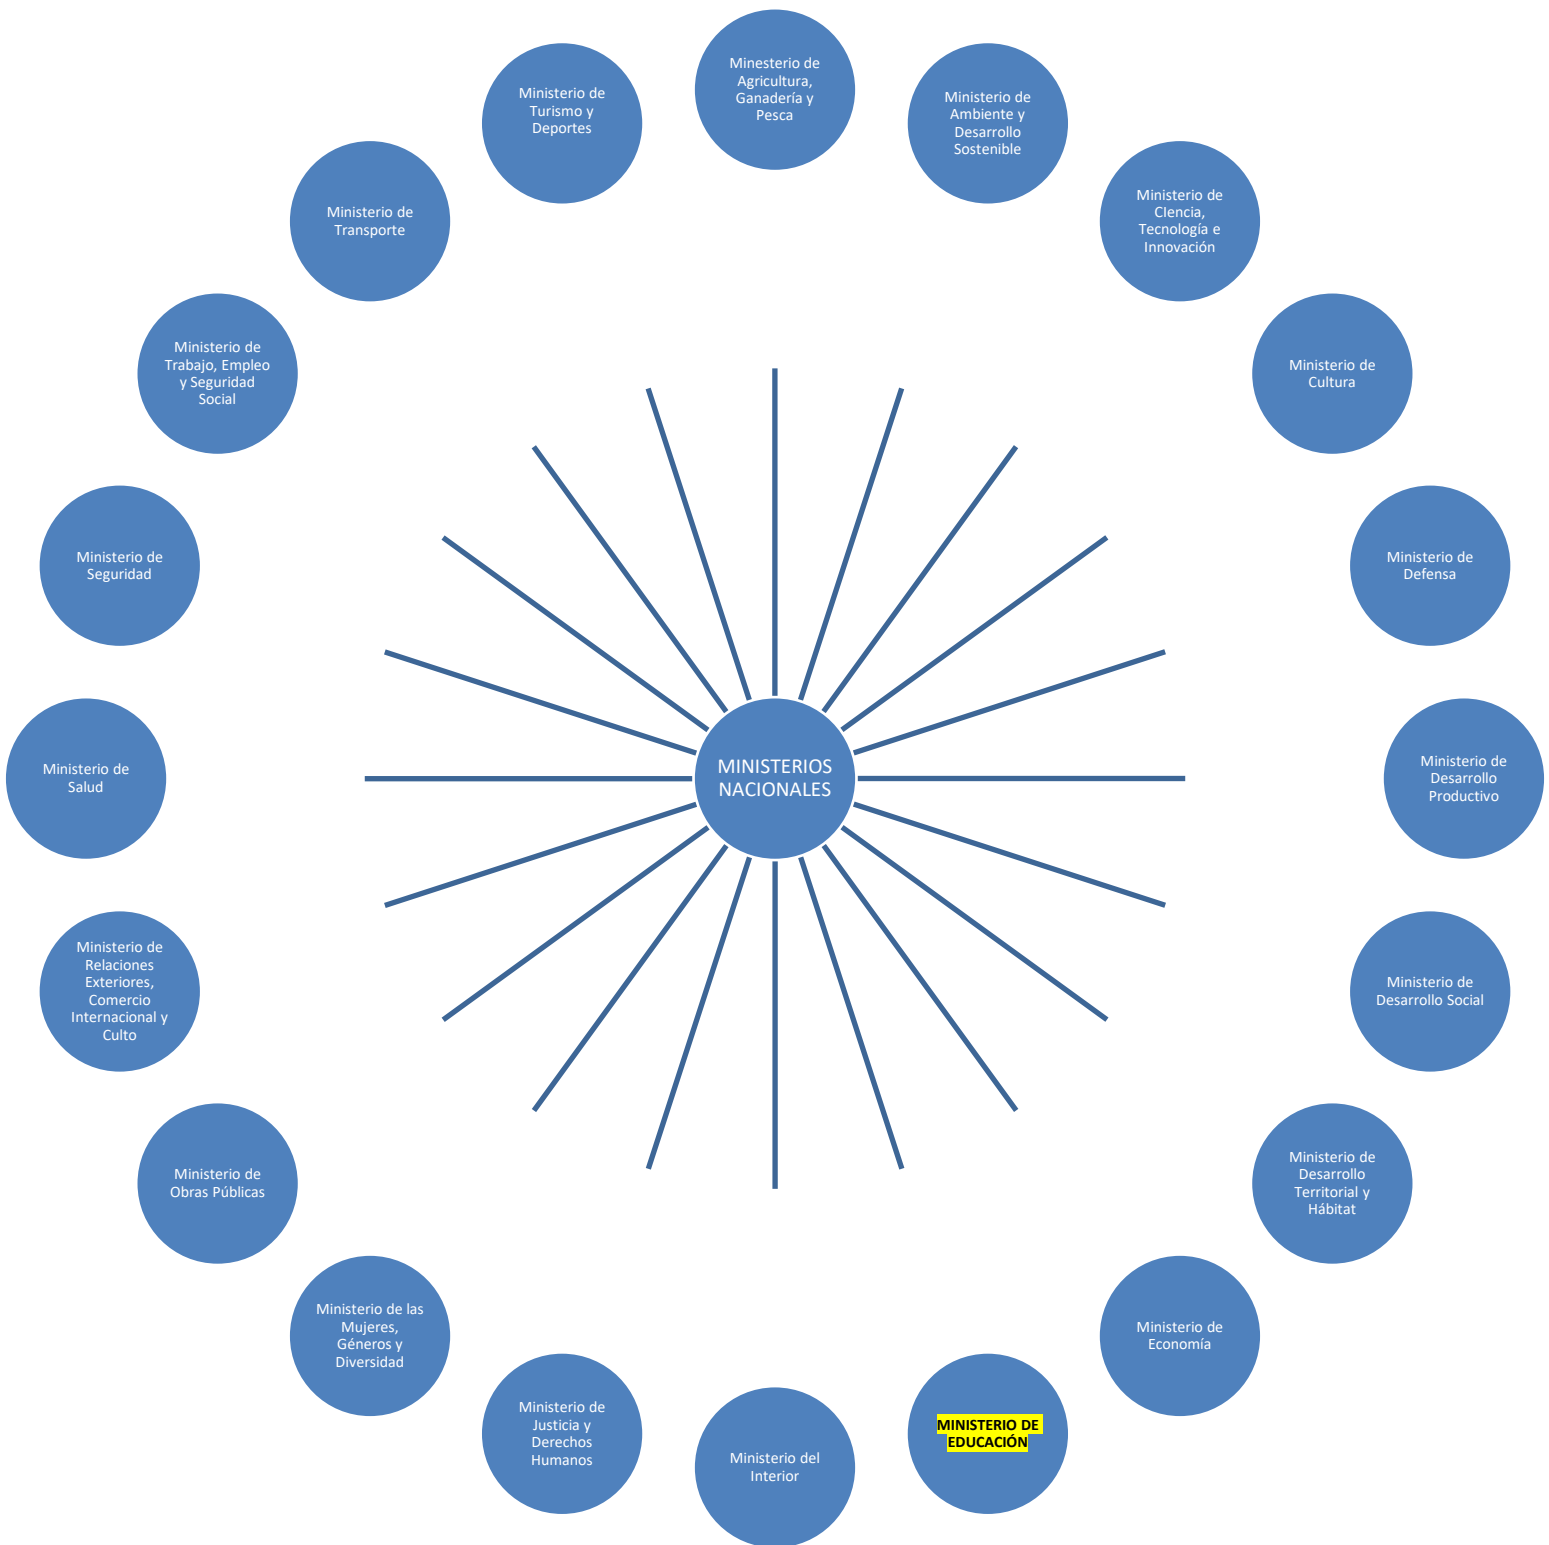 Minesterio de
Agricultura,
Ganadería y
Pesca
Ministerio de
Ambiente y
Desarrollo
Sostenible
Ministerio de
CIencia,
Tecnología e
Innovación
Ministerio de
Cultura
Ministerio de
Defensa
Ministerio de
Desarrollo
Productivo
Ministerio de
Desarrollo Social
Ministerio de
Desarrollo
Territorial y
Hábitat
Ministerio de
Economía
MINISTERIO DE
EDUCACIÓN
Ministerio del
Interior
Ministerio de
Justicia y
Derechos
Humanos
Ministerio de las
Mujeres,
Géneros y
Diversidad
Ministerio de
Obras Públicas
Ministerio de
Relaciones
Exteriores,
Comercio
Internacional y
Culto
Ministerio de
Salud
Ministerio de
Seguridad
Ministerio de
Trabajo, Empleo
y Seguridad
Social
Ministerio de
Transporte
Ministerio de
Turismo y
Deportes
MINISTERIOS
NACIONALES